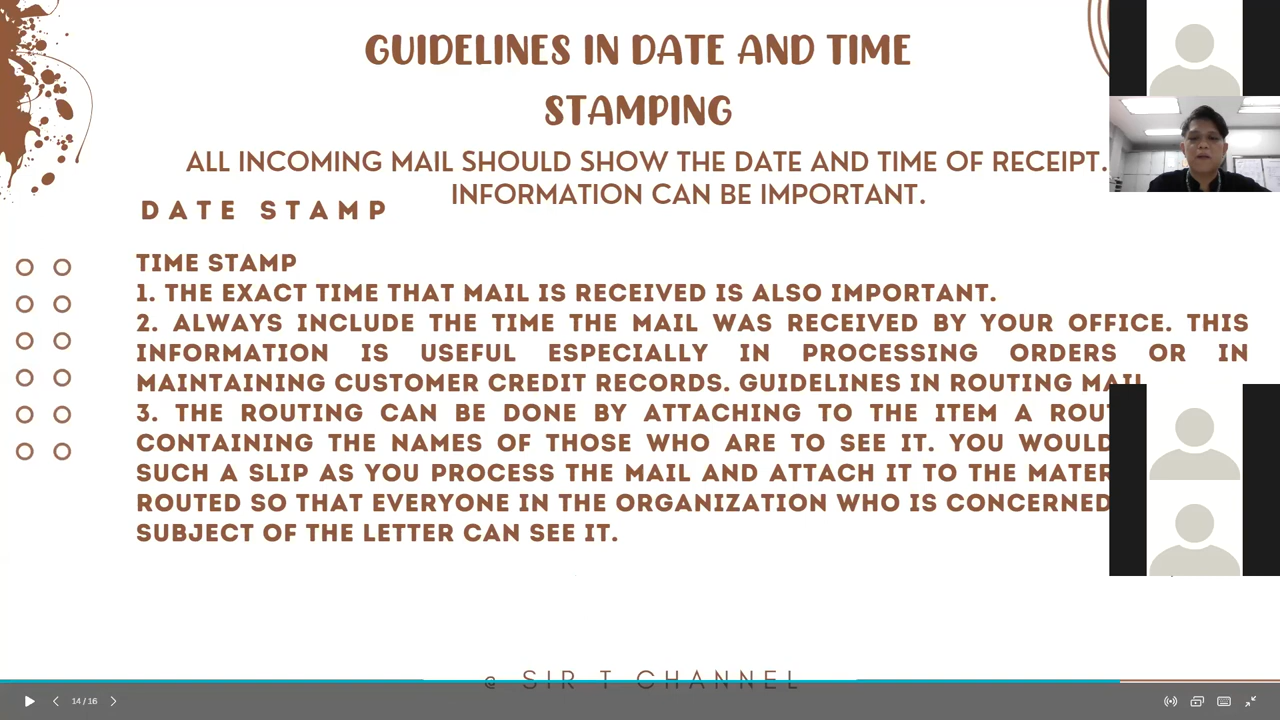 GUIDELINES IN DATE AND TIME
STAMPING
ALL INCOMING MAIL SHOULD SHOW THE DATE AND TIME OF RECEIPT.
INFORMATION CAN BE IMPORTANT.
DATE STAMP
TIME STAMP
1. THE EXACT TIME THAT MAIL IS RECEIVED IS ALSO IMPORTANT.
2. ALWAYS INCLUDE THE TIME THE MAIL WAS RECEIVED BY YOUR OFFICE. THIS
INFORMATION IS USEFUL ESPECIALLY IN PROCESSING ORDERS OR IN
MAINTAINING CUSTOMER CREDIT RECORDS. GUIDELINES IN ROUTING MAIL
3. THE ROUTING CAN BE DONE BY ATTACHING TO THE ITEM A
CONTAINING THE NAMES OF THOSE WHO ARE TO SEE IT. YOU WOULD
SUCH A SLIP AS YOU PROCESS THE MAIL AND ATTACH IT TO THE
ROUTED SO THAT EVERYONE IN THE ORGANIZATION WHO IS CONCERNED
SUBJECT OF THE LETTER CAN SEE IT.
@ SIR T CHANNEL
14 / 16